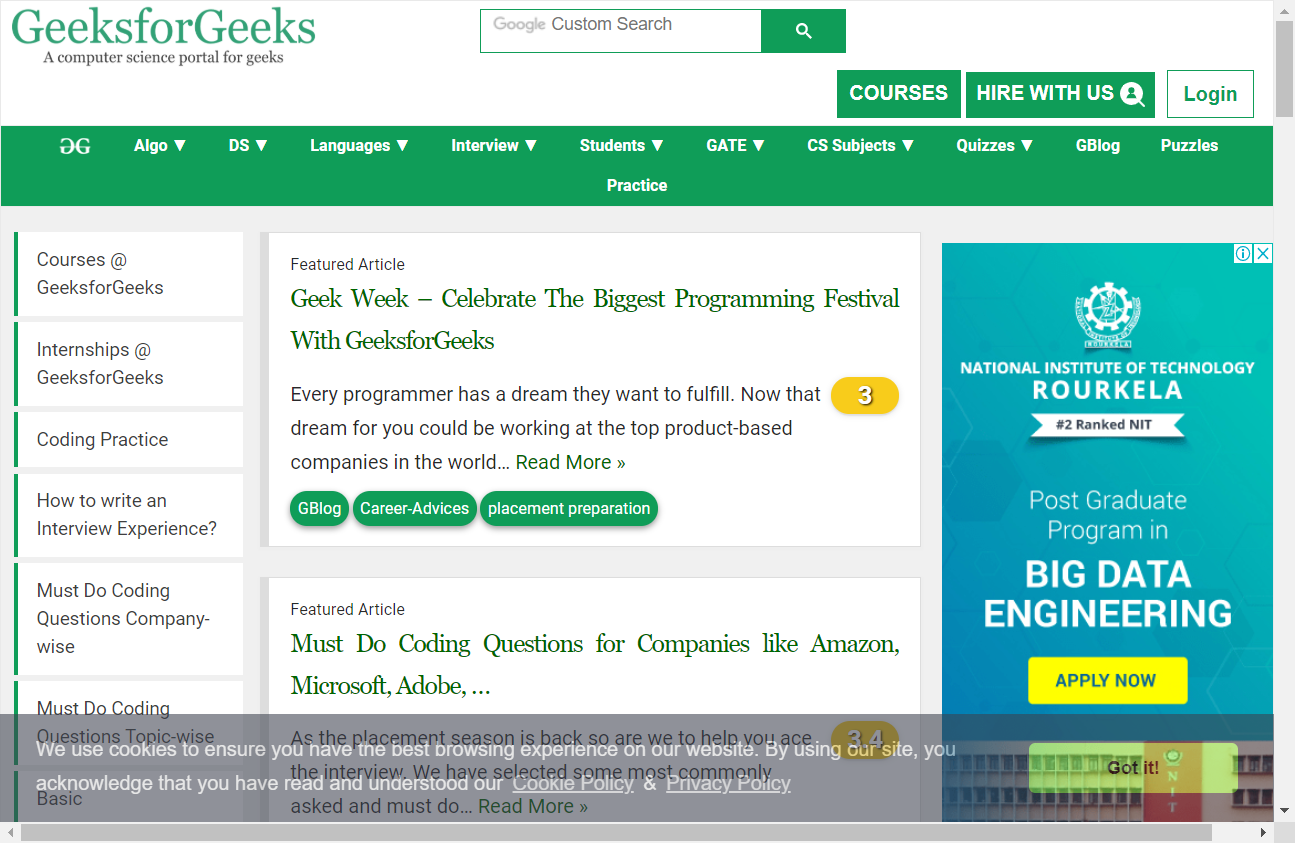 GeeksforGeeks
A computer science portal for geeks
Google Custom Search
COURSES
HIRE WITH US
Login
GG
Algo ▼
DS ▼
Languages ▼
Interview ▼
Students ▼
GATE ▼
CS Subjects ▼
Quizzes ▼
GBlog
Puzzles
Practice
Courses @
GeeksforGeeks
Internships @
GeeksforGeeks
Coding Practice
How to write an
Interview Experience?
Must Do Coding
Questions Company-
wise
Must Do Coding
Questions Topic-wise
Basic
Featured Article
Geek Week – Celebrate The Biggest Programming Festival
With GeeksforGeeks
Every programmer has a dream they want to fulfill. Now that
3
dream for you could be working at the top product-based
companies in the world… Read More »
GBlog
Career-Advices
placement preparation
Featured Article
Must Do Coding Questions for Companies like Amazon,
Microsoft, Adobe, …
As the placement season is back so are we to help you ace
3.4
the interview. We have selected some most commonly
asked and must do… Read More »
NATIONAL INSTITUTE OF TECHNOLOGY
ROURKELA
#2 Ranked NIT
Post Graduate
Program in
BIG DATA
ENGINEERING
APPLY NOW
We use cookies to ensure you have the best browsing experience on our website. By using our site, you
acknowledge that you have read and understood our Cookie Policy & Privacy Policy
Got it!